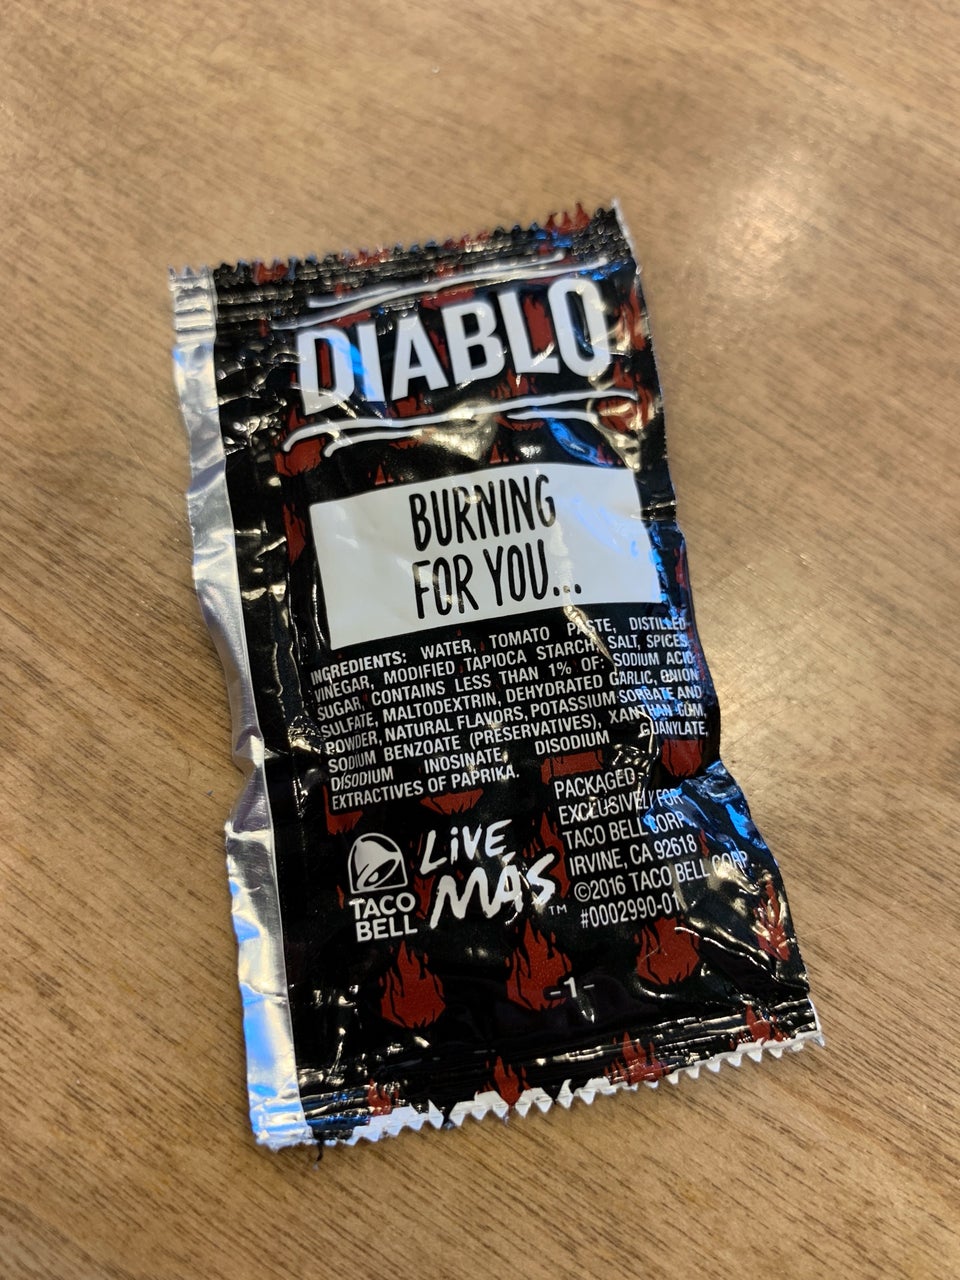 DIABLO
BURNING
FOR YOU...
INGREDIENTS: WATER, TOMATO PASTE, DISTILLED
VINEGAR, MODIFIED TAPIOCA STARCH, SALT, SPICES,
SUGAR, CONTAINS LESS THAN 1% OF: SODIUM ACID
SULFATE, MALTODEXTRIN, DEHYDRATED GARLIC, ONION
POWDER, NATURAL FLAVORS, POTASSIUM SORBATE AND
SODIUM BENZOATE (PRESERVATIVES), XANTHAN GUM,
DISODIUM INOSINATE, DISODIUM GUANYLATE,
EXTRACTIVES OF PAPRIKA.
TACO
BELL
LiVE
MÁS™
PACKAGED
EXCLUSIVELY FOR
TACO BELL CORP.
IRVINE, CA 92618
©2016 TACO BELL CORP.
#0002990-01
-1-